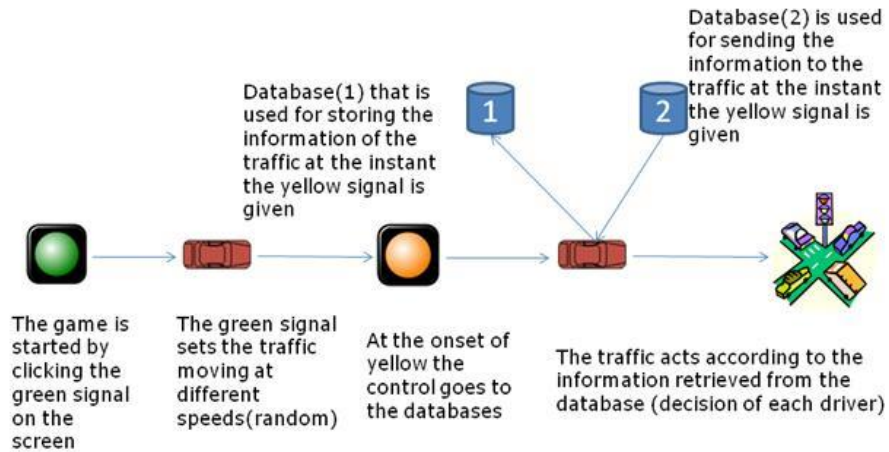 Database(2) is used
for sending the
information to the
traffic at the instant
the yellow signal is
given
Database(1) that is
used for storing the
information of the
traffic at the instant
the yellow signal is
given
1
2
The game is
started by
clicking the
green signal
on the
screen
The green signal
sets the traffic
moving at
different
speeds(random)
At the onset of
yellow the
control goes to
the databases
The traffic acts according to the
information retrieved from the
database (decision of each driver)